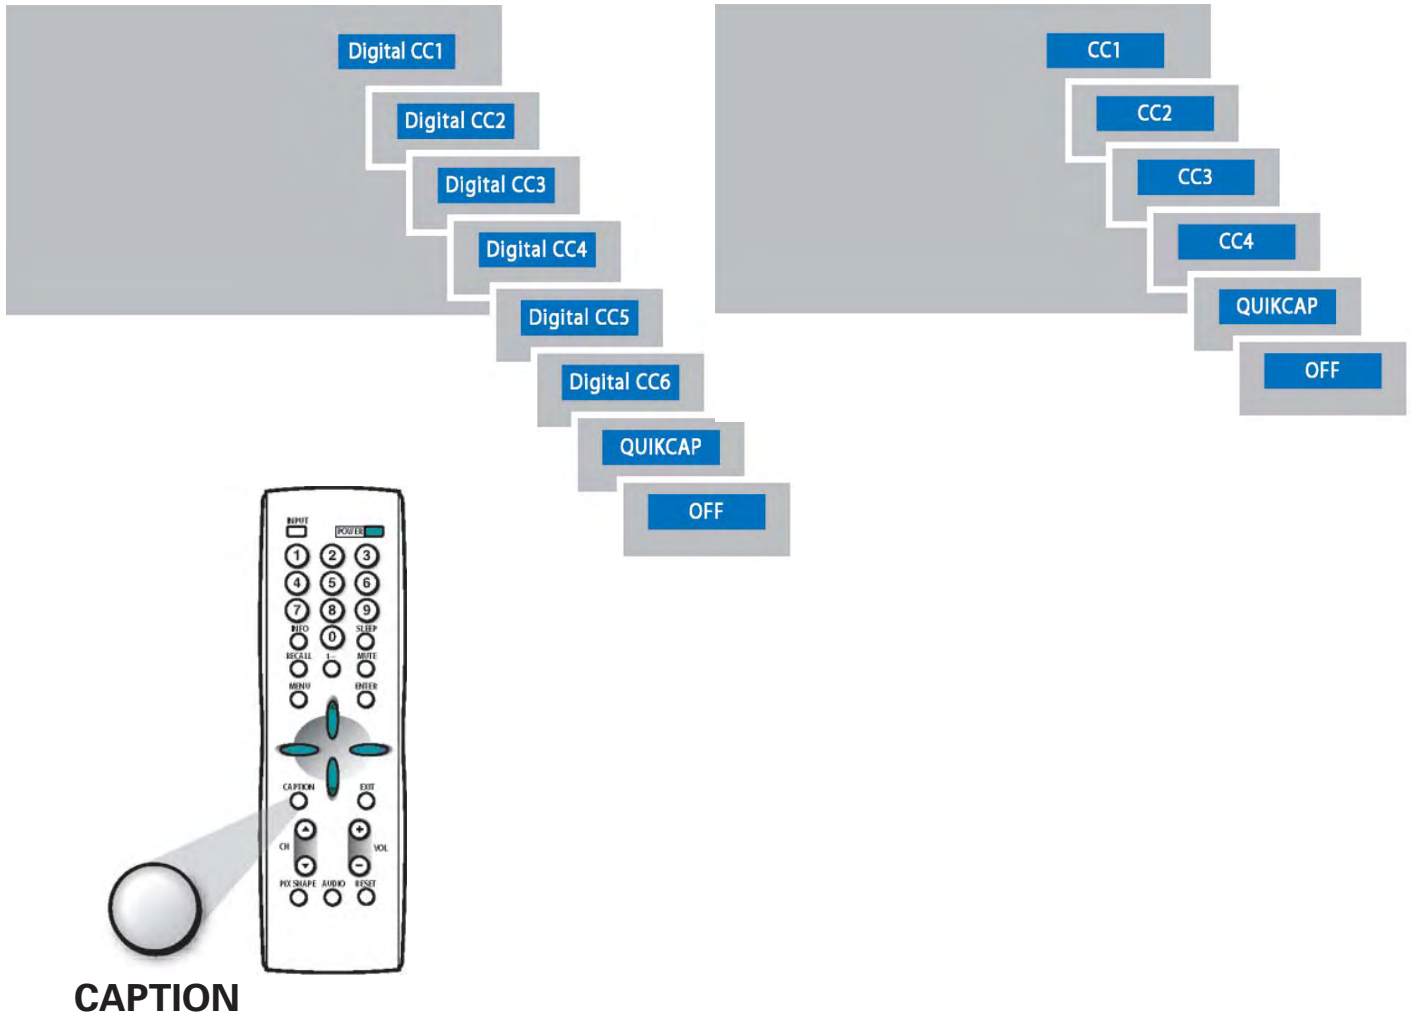 Digital CC1
Digital CC2
Digital CC3
Digital CC4
Digital CC5
Digital CC6
QUIKCAP
OFF
CC1
CC2
CC3
CC4
QUIKCAP
OFF
INPUT POWER
1 2 3
4 5 6
7 8 9
INFO 0 SLEEP
RECALL MUTE
MENU ENTER
CAPTION EXIT
CH VOL
PIX SHAPE AUDIO RESET
CAPTION